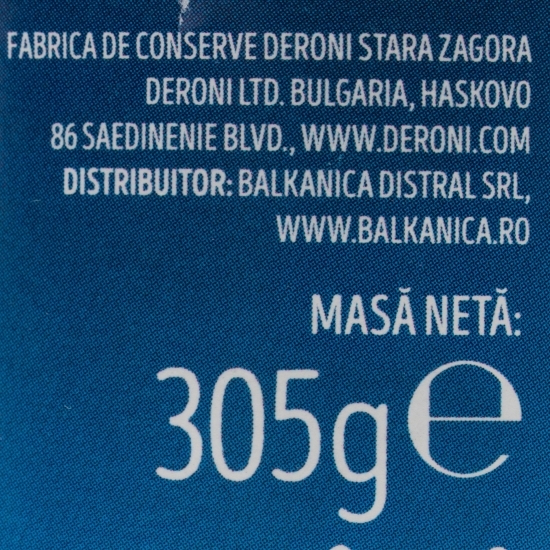 FABRICA DE CONSERVE DERONI STARA ZAGORA
DERONI LTD. BULGARIA, HASKOVO
86 SAEDINENIE BLVD., WWW.DERONI.COM
DISTRIBUITOR: BALKANICA DISTRAL SRL,
WWW.BALKANICA.RO
MASĂ NETĂ:
305g ℮